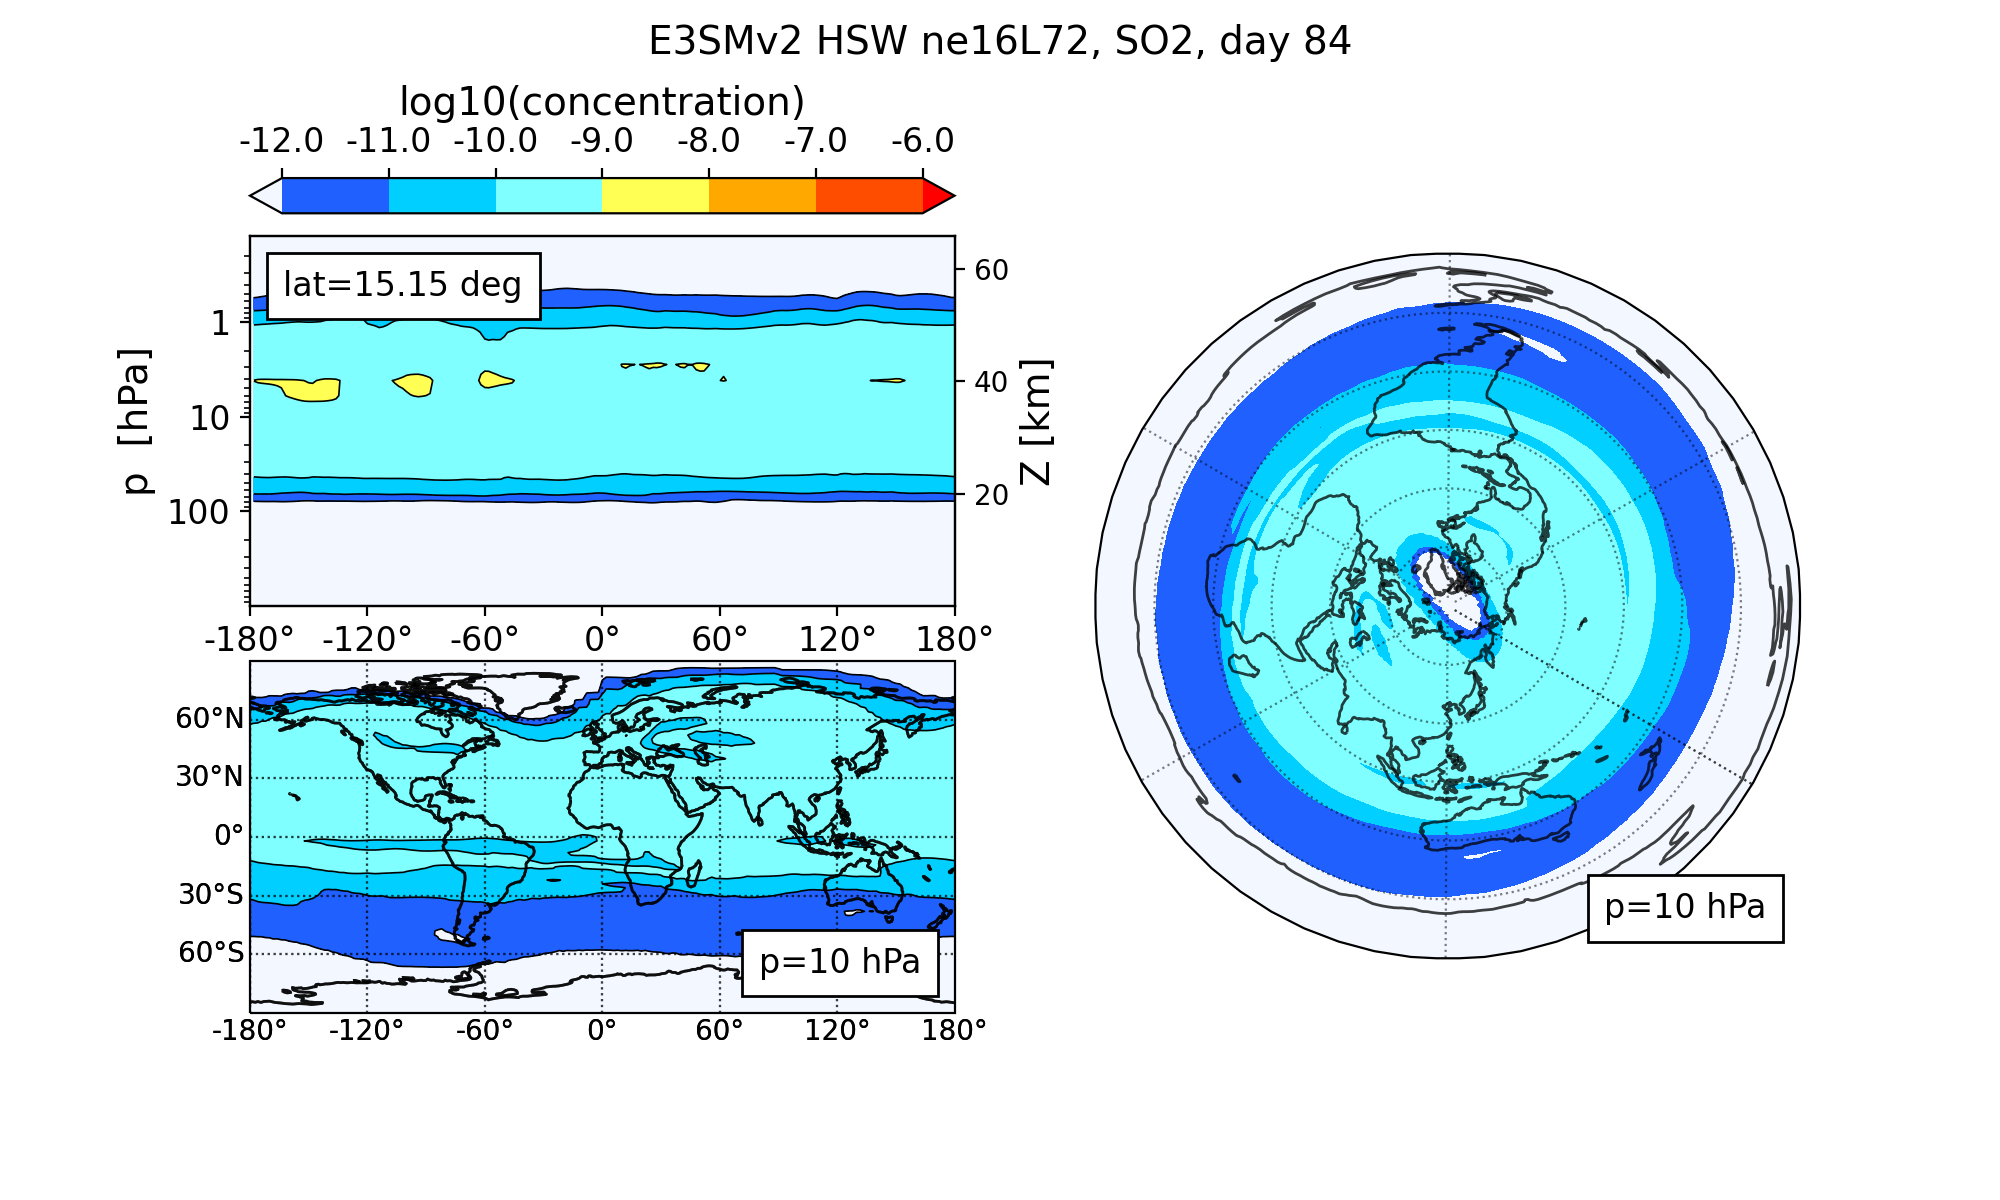 E3SMv2 HSW ne16L72, SO2, day 84
log10(concentration)
-12.0 -11.0 -10.0 -9.0 -8.0 -7.0 -6.0
lat=15.15 deg
p [hPa]
1
10
100
60
40
20
Z [km]
-180° -120° -60° 0° 60° 120° 180°
60°N
30°N
0°
30°S
60°S
p=10 hPa
-180° -120° -60° 0° 60° 120° 180°
p=10 hPa